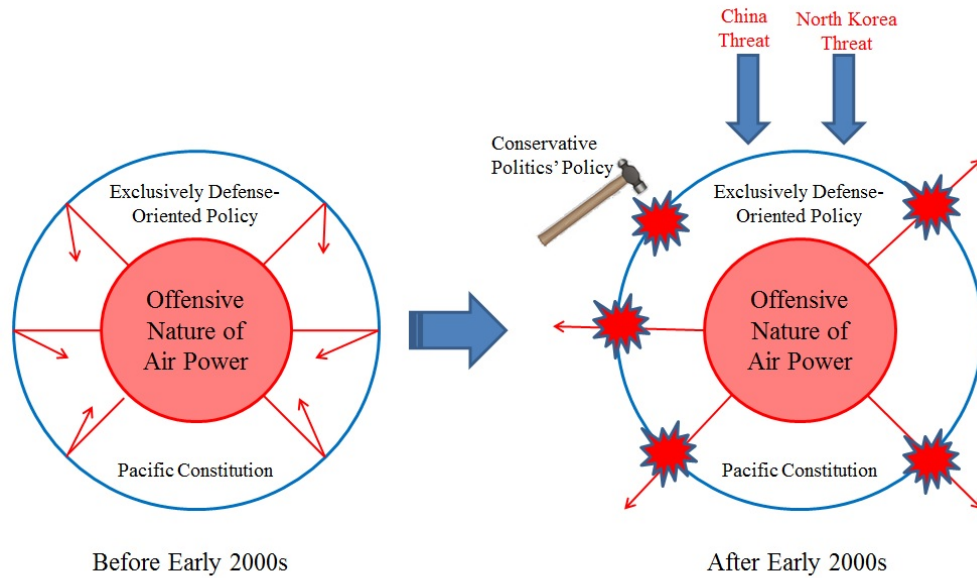 China
Threat
North Korea
Threat
Conservative
Politics' Policy
Exclusively Defense-
Oriented Policy
Offensive
Nature of
Air Power
Pacific Constitution
Before Early 2000s
Exclusively Defense-
Oriented Policy
Offensive
Nature of
Air Power
Pacific Constitution
After Early 2000s